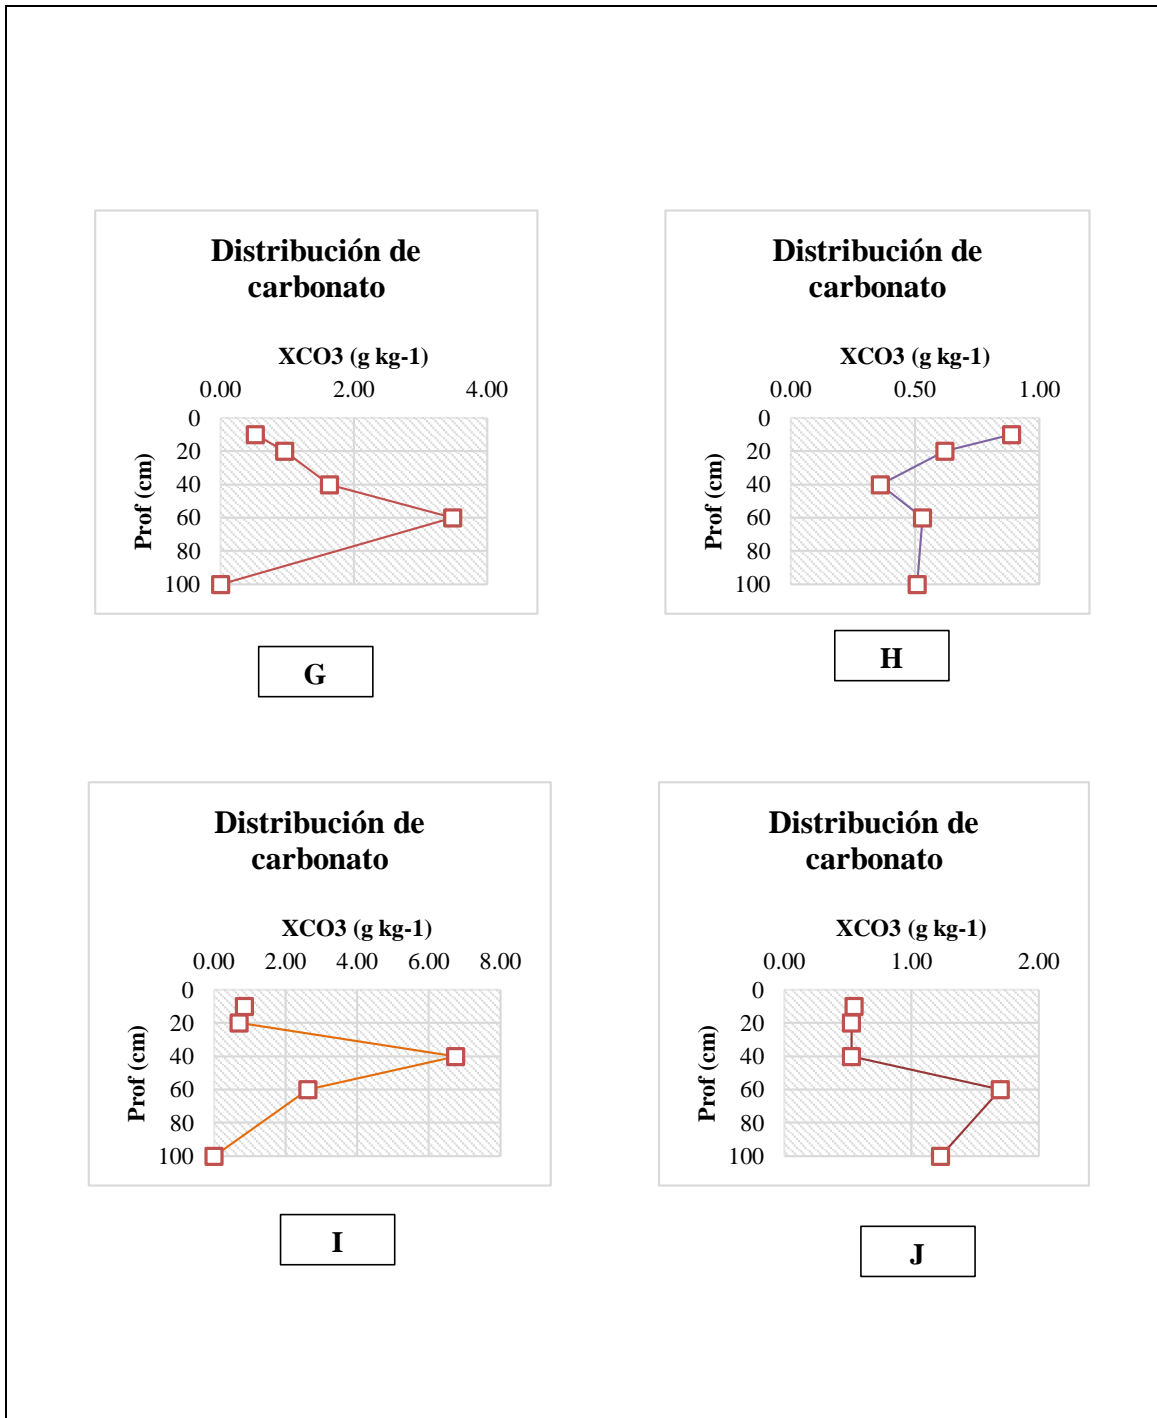 Distribución de
carbonato
XCO3 (g kg-1)
0.00 2.00 4.00
Prof (cm)
0
20
40
60
80
100
G
Distribución de
carbonato
XCO3 (g kg-1)
0.00 0.50 1.00
Prof (cm)
0
20
40
60
80
100
H
Distribución de
carbonato
XCO3 (g kg-1)
0.00 2.00 4.00 6.00 8.00
Prof (cm)
0
20
40
60
80
100
I
Distribución de
carbonato
XCO3 (g kg-1)
0.00 1.00 2.00
Prof (cm)
0
20
40
60
80
100
J